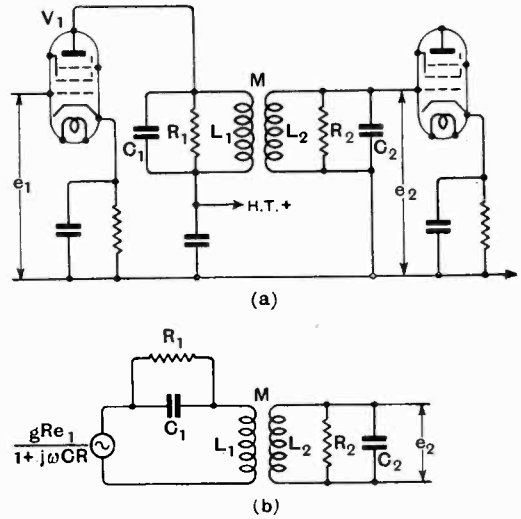 V₁
M
e₁
C₁
R₁
L₁
L₂
R₂
C₂
e₂
H.T.+
(a)
R₁
C₁
M
gRe₁
1+jωCR
L₁
L₂
R₂
C₂
e₂
(b)